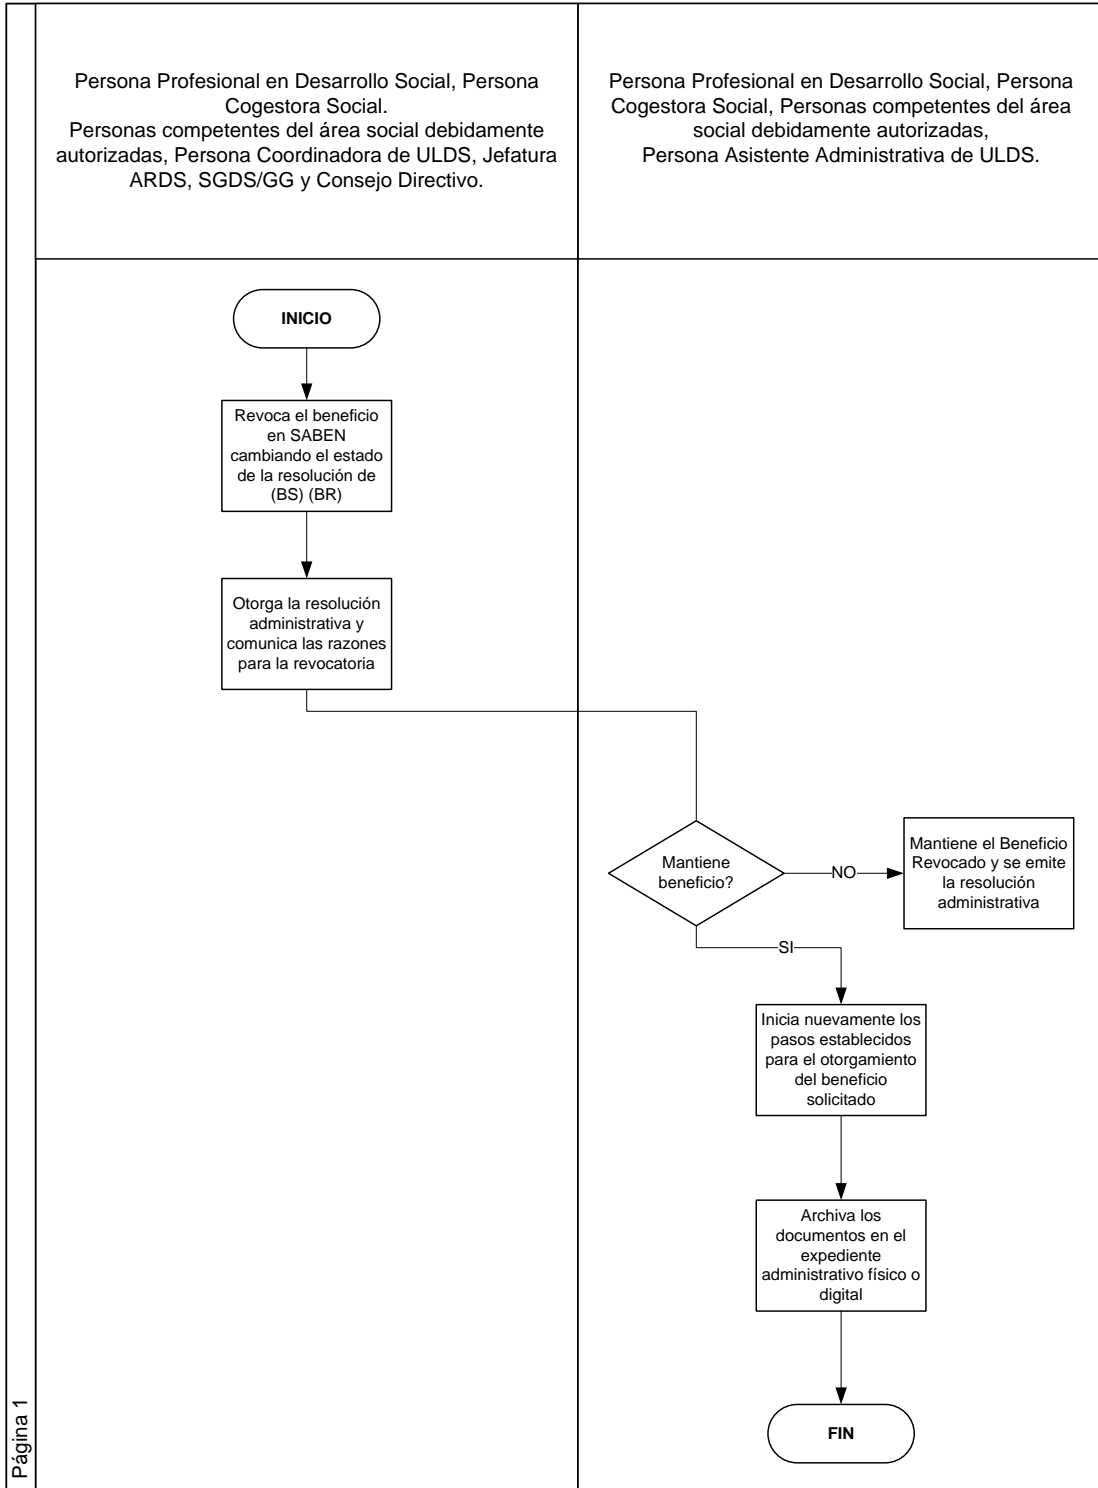 Persona Profesional en Desarrollo Social, Persona
Cogestora Social.
Personas competentes del área social debidamente
autorizadas, Persona Coordinadora de ULDS, Jefatura
ARDS, SGDS/GG y Consejo Directivo.
Persona Profesional en Desarrollo Social, Persona
Cogestora Social, Personas competentes del área
social debidamente autorizadas,
Persona Asistente Administrativa de ULDS.
INICIO
Revoca el beneficio
en SABEN
cambiando el estado
de la resolución de
(BS) (BR)
Otorga la resolución
administrativa y
comunica las razones
para la revocatoria
Mantiene
beneficio?
NO
Mantiene el Beneficio
Revocado y se emite
la resolución
administrativa
SI
Inicia nuevamente los
pasos establecidos
para el otorgamiento
del beneficio
solicitado
Archiva los
documentos en el
expediente
administrativo físico o
digital
FIN
Página 1